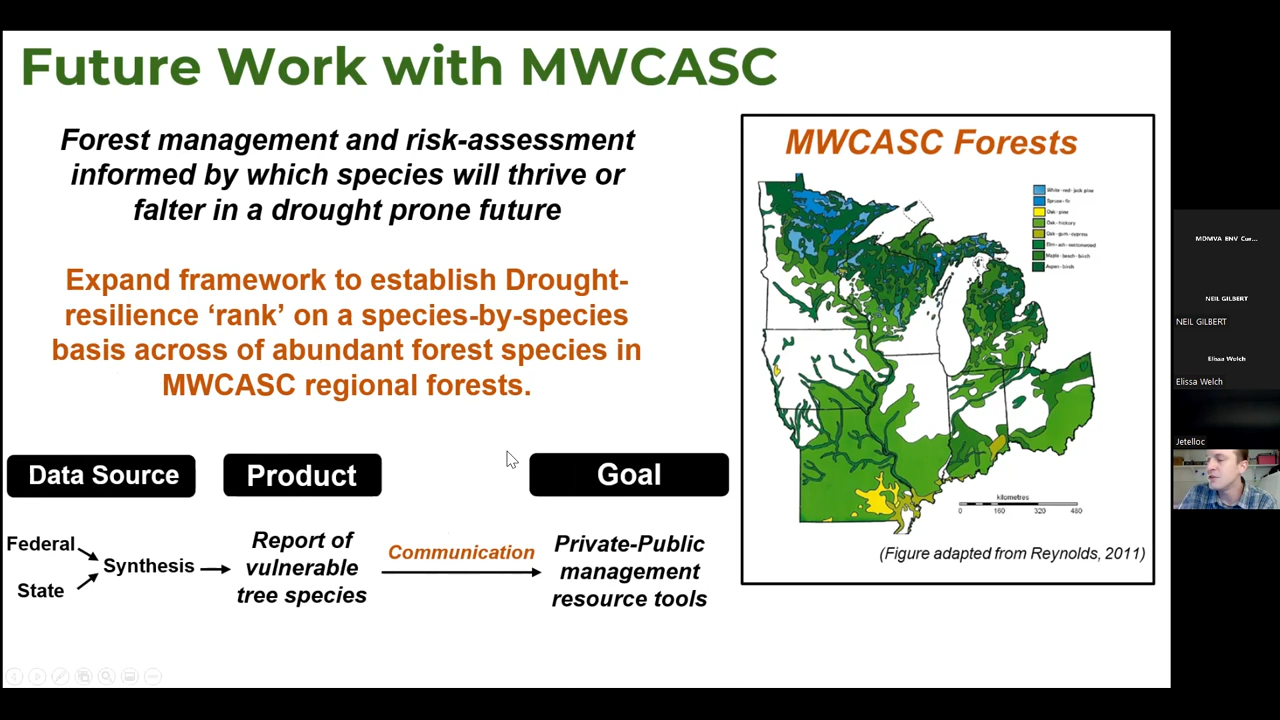 Future Work with MWCASC
Forest management and risk-assessment
informed by which species will thrive or
falter in a drought prone future
Expand framework to establish Drought-
resilience ‘rank’ on a species-by-species
basis across of abundant forest species in
MWCASC regional forests.
Data Source
Product
Goal
Federal
State
Synthesis
Report of
vulnerable
tree species
Communication
Private-Public
management
resource tools
MWCASC Forests
White - red - jack pine
Spruce - fir
Oak - pine
Oak - hickory
Oak - gum - cypress
Elm - ash - cottonwood
Maple - beech - birch
Aspen - birch
kilometres
0 160 320 480
(Figure adapted from Reynolds, 2011)
MDMVA ENV Cur...
NEIL GILBERT
NEIL GILBERT
Elissa Welch
Elissa Welch
Jetelloc